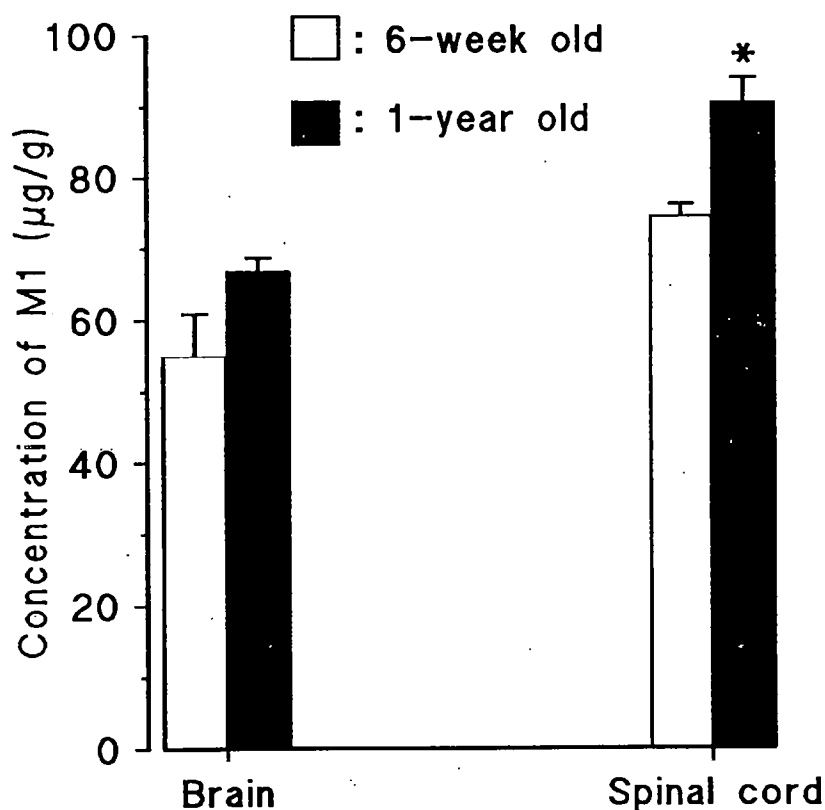 100
80
60
40
20
0
Concentration of M1 (µg/g)
: 6-week old
: 1-year old
*
Brain
Spinal cord